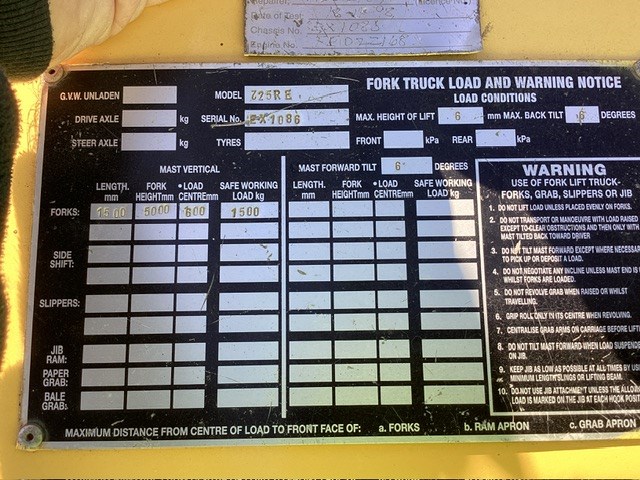 Date of Test
Chassis No.
Engine No.
FORK TRUCK LOAD AND WARNING NOTICE
LOAD CONDITIONS
G.V.W. UNLADEN
MODEL
DRIVE AXLE kg SERIAL No. EX1086 MAX. HEIGHT OF LIFT 6 mm MAX. BACK TILT 6 DEGREES
STEER AXLE kg TYRES FRONT kPa REAR kPa
MAST VERTICAL
MAST FORWARD TILT 6° DEGREES
LENGTH. mm FORK HEIGHTmm •LOAD CENTREmm SAFE WORKING LOAD kg
LENGTH. mm FORK HEIGHTmm •LOAD CENTREmm SAFE WORKING LOAD kg
FORKS: 1500 5000 600 1500
SIDE SHIFT:
SLIPPERS:
JIB RAM:
PAPER GRAB:
BALE GRAB:
WARNING
USE OF FORK LIFT TRUCK-
FORKS, GRAB, SLIPPERS OR JIB
1. DO NOT LIFT LOAD UNLESS PLACED EVENLY ON FORKS.
2. DO NOT TRANSPORT OR MANOEUVRE WITH LOAD RAISED
EXCEPT TO CLEAR OBSTRUCTIONS AND THEN ONLY WITH
MAST TILTED BACK TOWARD DRIVER
3. DO NOT TILT MAST FORWARD EXCEPT WHERE NECESSAR
TO PICK UP OR DEPOSIT A LOAD.
4. DO NOT NEGOTIATE ANY INCLINE UNLESS MAST END IS
WHILST FORKS ARE LOADED.
5. DO NOT REVOLVE GRAB WHEN RAISED OR WHILST
TRAVELLING.
6. GRIP ROLL ONLY IN ITS CENTRE WHEN REVOLVING.
7. CENTRALISE GRAB ARMS ON CARRIAGE BEFORE LIFT
8. DO NOT TILT MAST FORWARD WHEN LOAD SUSPENDE
ON JIB.
9. KEEP JIB AS LOW AS POSSIBLE AT ALL TIMES BY US
MINIMUM LENGTH SLINGS OR LIFTING BEAM.
10. DO NOT USE JIB ATTACHMENT UNLESS THE ALLOW
LOAD IS MARKED ON THE JIB AT EACH HOOK POSIT
MAXIMUM DISTANCE FROM CENTRE OF LOAD TO FRONT FACE OF: a. FORKS b. RAM APRON c. GRAB APRON